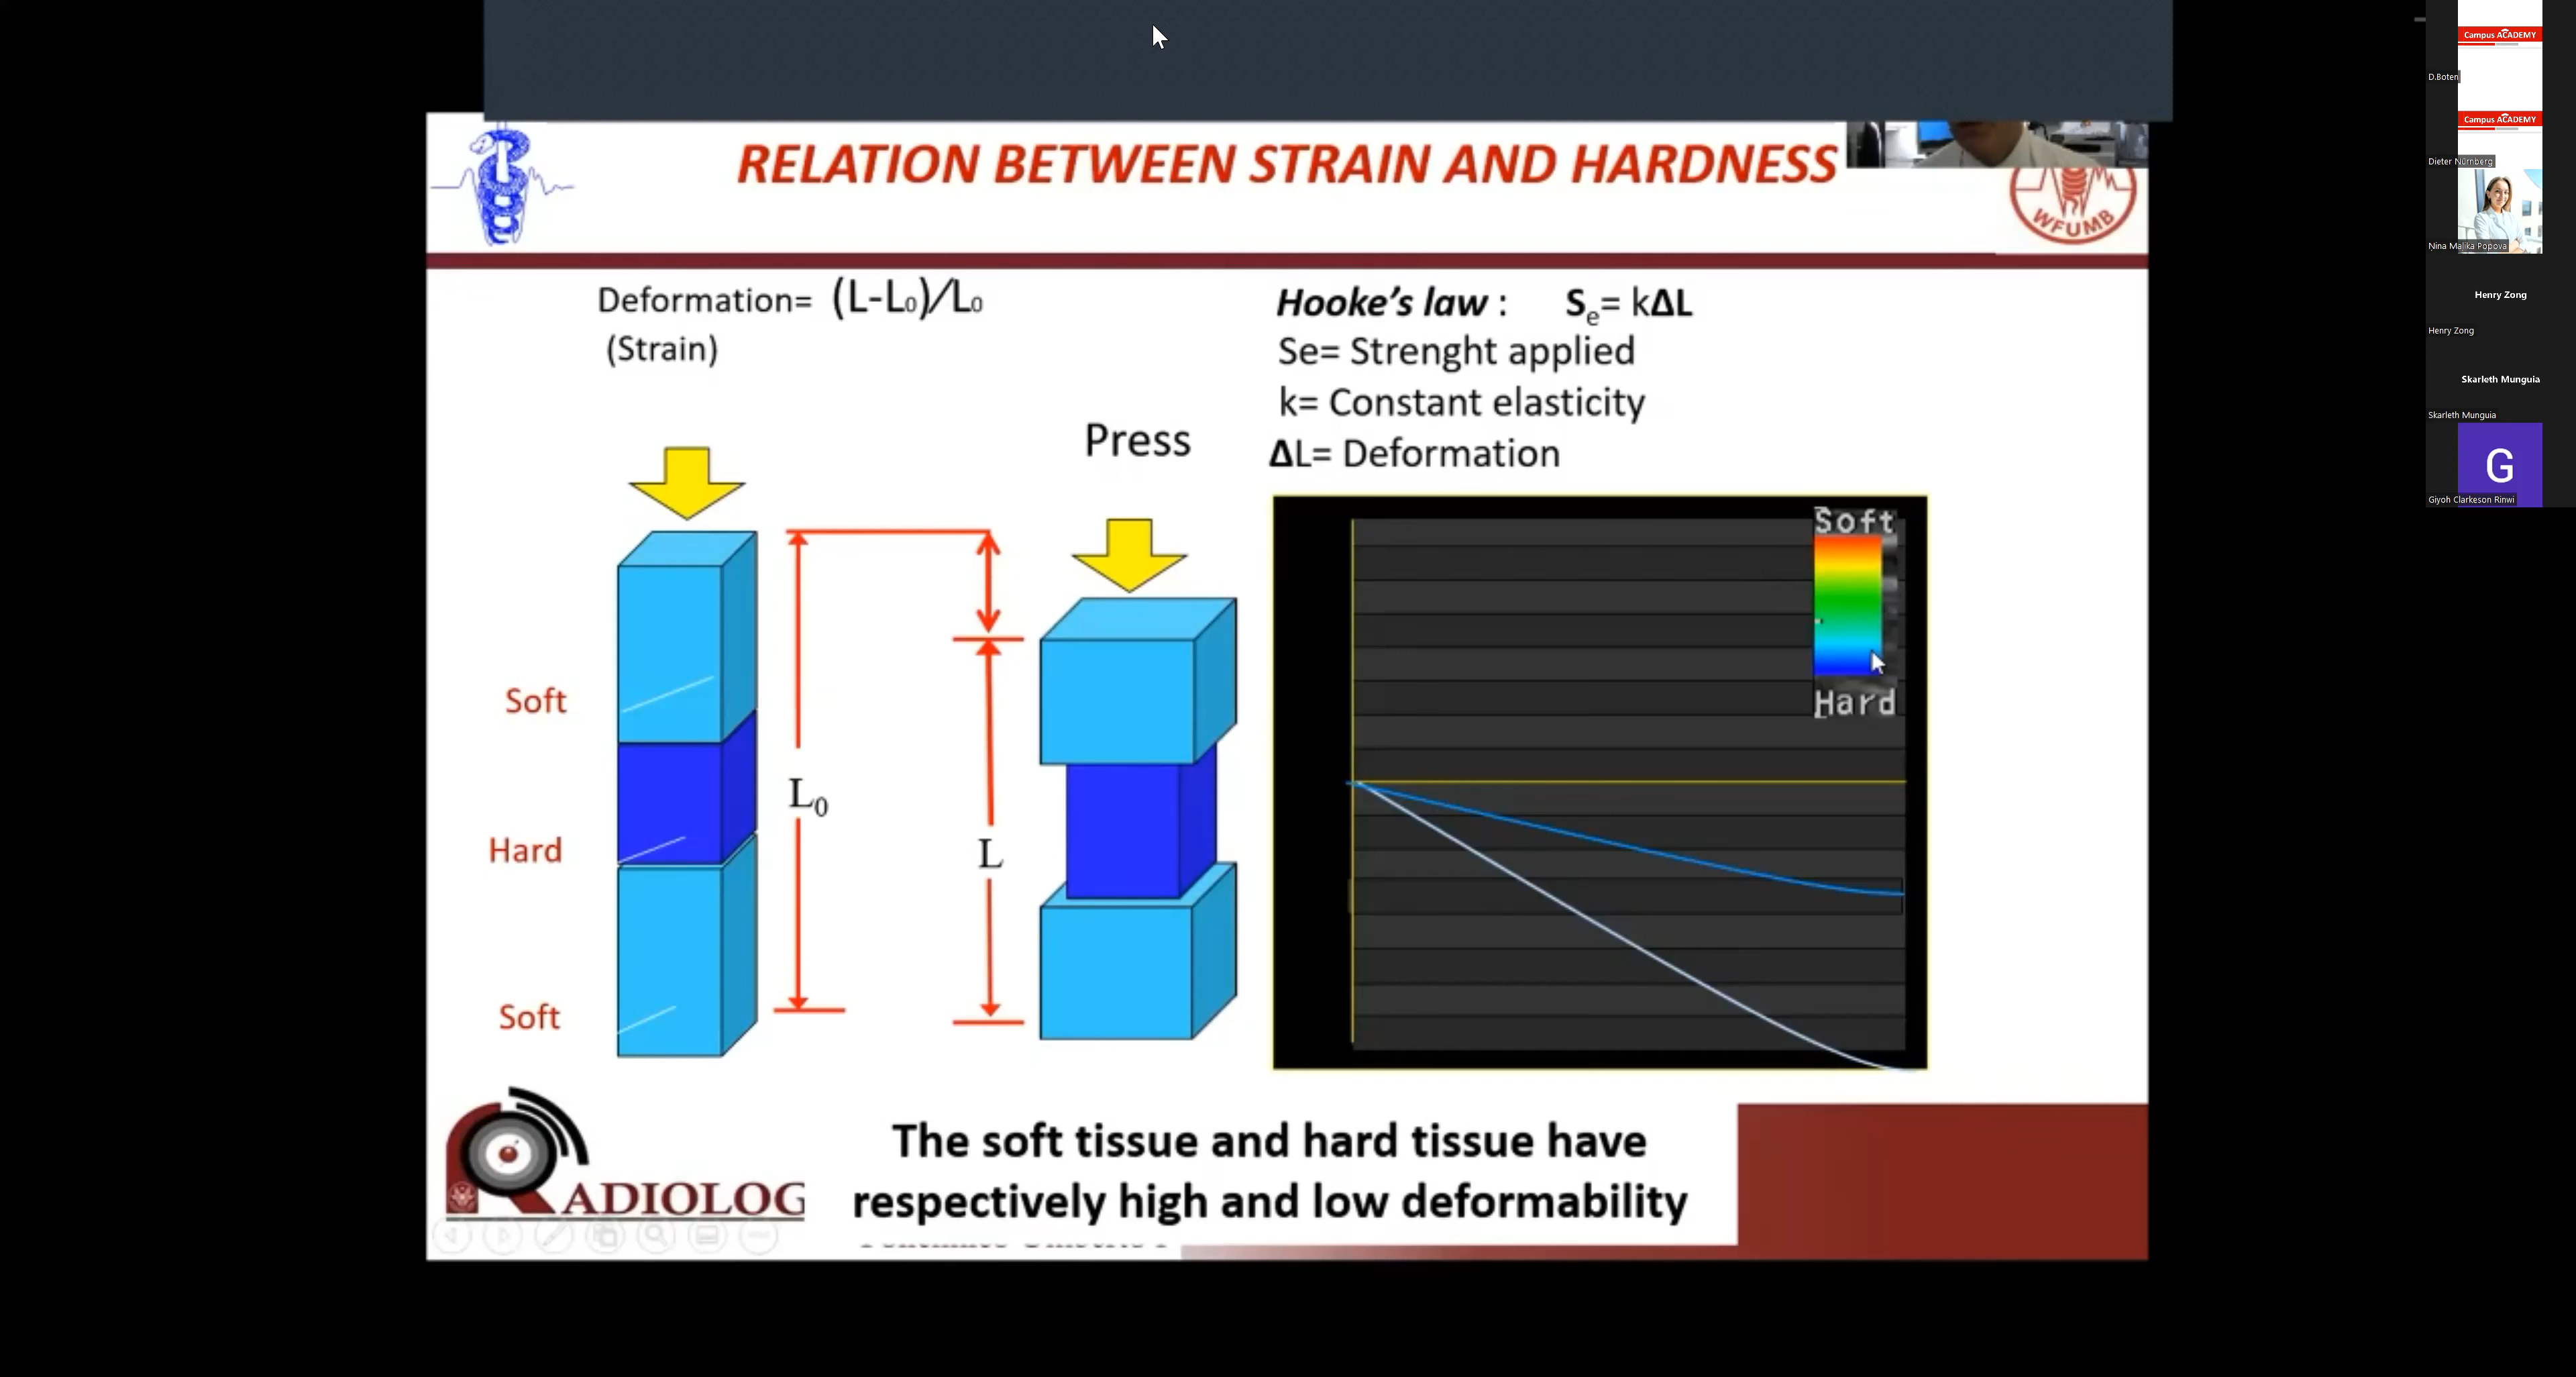 RELATION BETWEEN STRAIN AND HARDNESS
WFUMB
Deformation= (L-L₀)/L₀
(Strain)
Hooke's law : Sₑ= kΔL
Se= Strenght applied
k= Constant elasticity
ΔL= Deformation
Press
Soft
Hard
Soft
L₀
L
Soft
Hard
The soft tissue and hard tissue have
respectively high and low deformability
RADIOLOG
Campus ACADEMY
D.Boten
Campus ACADEMY
Dieter Nürnberg
Nina Malika Popova
Henry Zong
Henry Zong
Skarleth Munguia
Skarleth Munguia
G
Giyoh Clarkeson Rinwi